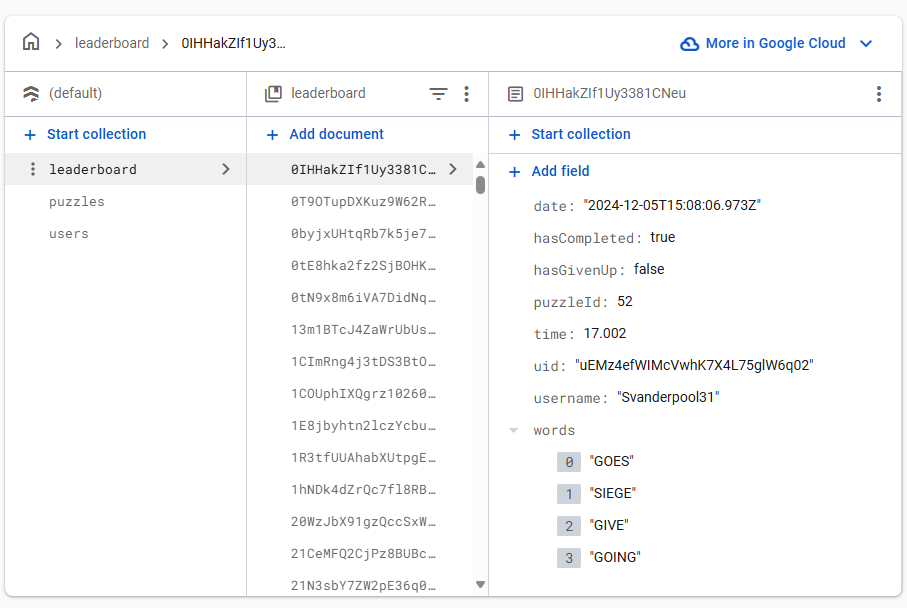 leaderboard
0IHHakZIf1Uy3…
More in Google Cloud
(default)
leaderboard
0IHHakZIf1Uy3381CNeu
Start collection
Add document
Start collection
leaderboard
puzzles
users
0IHHakZIf1Uy3381C…
0T9OTupDXKuz9W62R…
0byjxUHtqRb7k5je7…
0tE8hka2fz2SjBOHK…
0tN9x8m6iVA7DidNq…
13m1BTcJ4ZaWrUbUs…
1CImRng4j3tDS3BtO…
1COUphIXQgrz10260…
1E8jbyhtn2lczYcbu…
1R3tfUUAhabXUtpgE…
1hNDk4dZrQc7fl8RB…
20WzJbX91gzQccSxW…
21CeMFQ2CjPz8BUBc…
21N3sbY7ZW2pE36q0…
Add field
date: "2024-12-05T15:08:06.973Z"
hasCompleted: true
hasGivenUp: false
puzzleId: 52
time: 17.002
uid: "uEMz4efWIMcVwhK7X4L75glW6q02"
username: "Svanderpool31"
words
0 "GOES"
1 "SIEGE"
2 "GIVE"
3 "GOING"